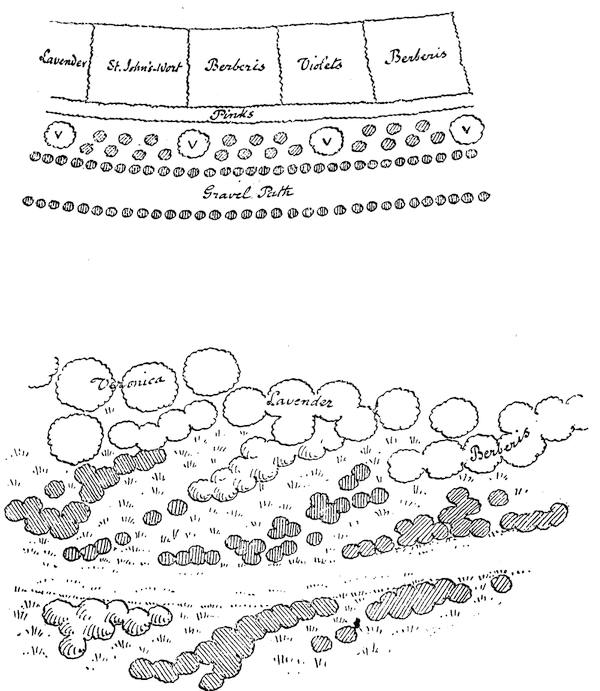 Lavender
St. John's-Wort
Berberis
Violets
Berberis
Pinks
V
V
V
V
Gravel Path
Veronica
Lavender
Berberis